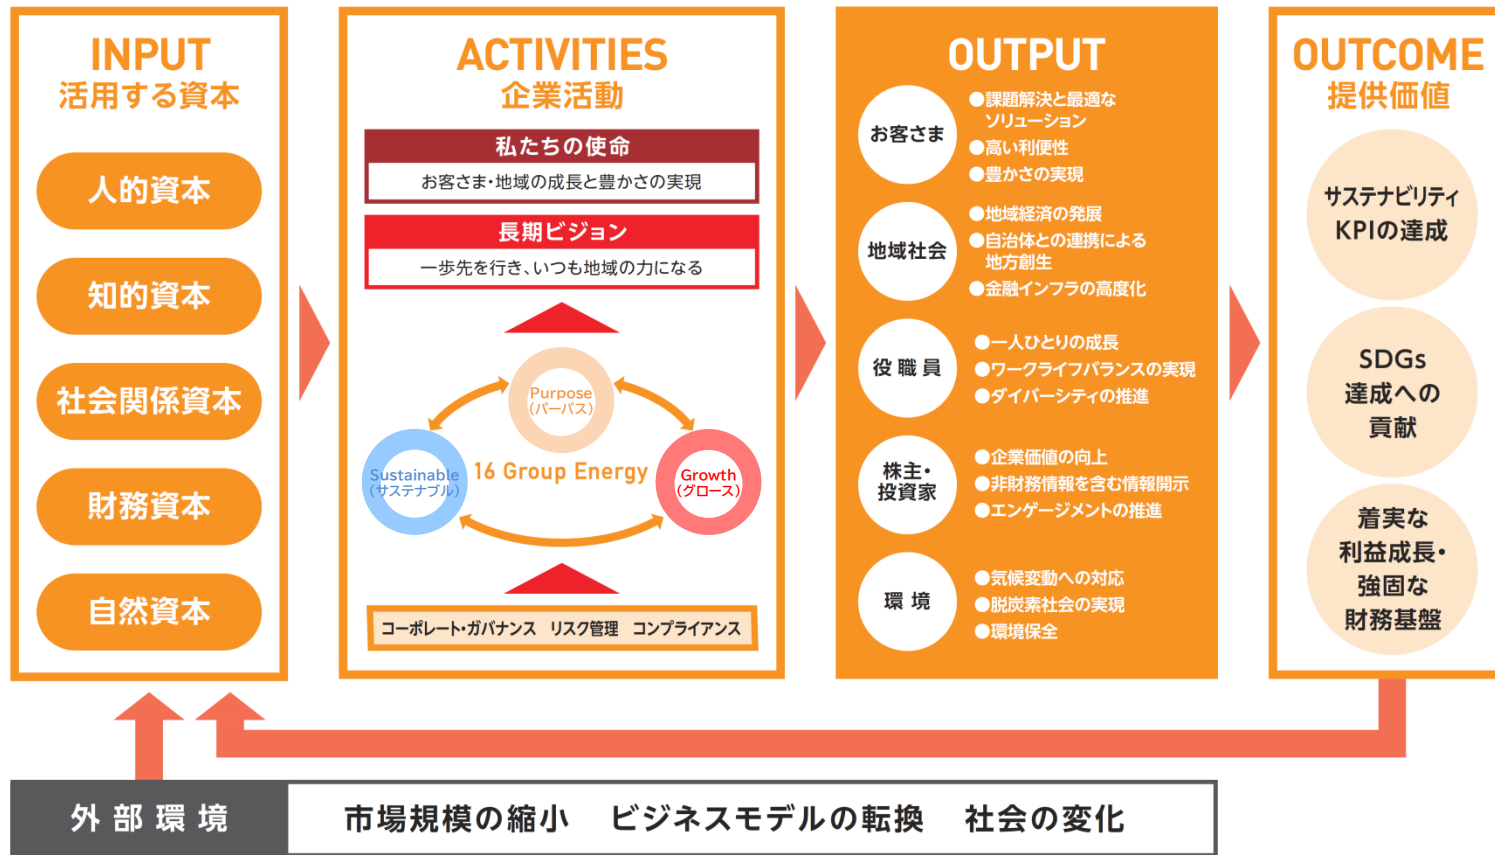 INPUT
活用する資本
人的資本
知的資本
社会関係資本
財務資本
自然資本
ACTIVITIES
企業活動
私たちの使命
お客さま・地域の成長と豊かさの実現
長期ビジョン
一歩先を行き、いつも地域の力になる
Purpose
(パーパス)
Sustainable
(サステナブル)
16 Group Energy
Growth
(グロース)
コーポレート・ガバナンス リスク管理 コンプライアンス
OUTPUT
お客さま
●課題解決と最適な
ソリューション
●高い利便性
●豊かさの実現
地域社会
●地域経済の発展
●自治体との連携による
地方創生
●金融インフラの高度化
役職員
●一人ひとりの成長
●ワークライフバランスの実現
●ダイバーシティの推進
株主・
投資家
●企業価値の向上
●非財務情報を含む情報開示
●エンゲージメントの推進
環境
●気候変動への対応
●脱炭素社会の実現
●環境保全
OUTCOME
提供価値
サステナビリティ
KPIの達成
SDGs
達成への
貢献
着実な
利益成長・
強固な
財務基盤
外部環境
市場規模の縮小 ビジネスモデルの転換 社会の変化